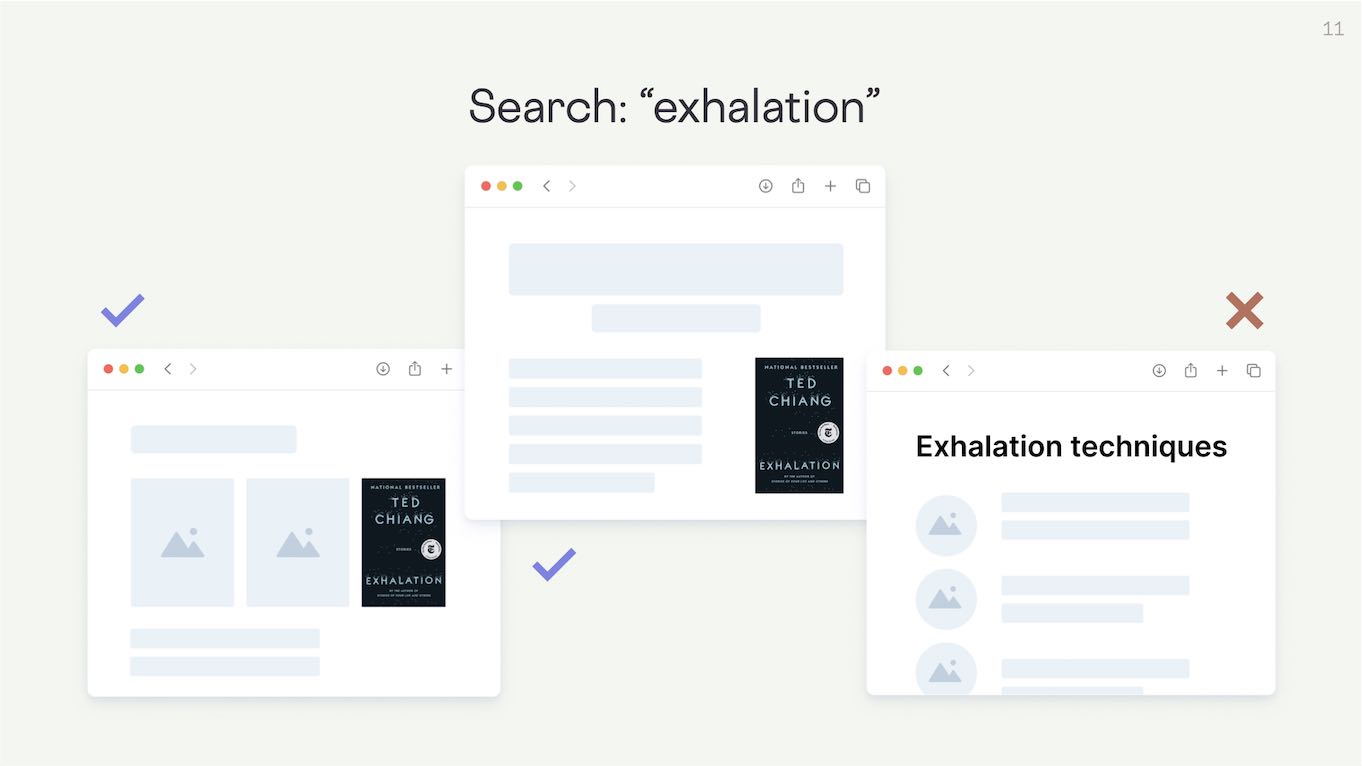 11
Search: “exhalation”
NATIONAL BESTSELLER
TED
CHIANG
STORIES
EXHALATION
BY THE AUTHOR OF
STORIES OF YOUR LIFE AND OTHERS
NATIONAL BESTSELLER
TED
CHIANG
STORIES
EXHALATION
BY THE AUTHOR OF
STORIES OF YOUR LIFE AND OTHERS
Exhalation techniques